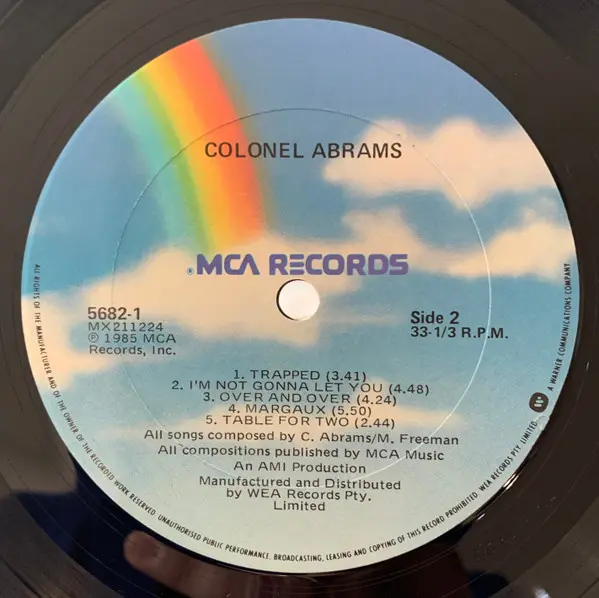 COLONEL ABRAMS
® MCA RECORDS
5682-1
MX211224
℗ 1985 MCA
Records, Inc.
Side 2
33-1/3 R.P.M.
1. TRAPPED (3.41)
2. I'M NOT GONNA LET YOU (4.48)
3. OVER AND OVER (4.24)
4. MARGAUX (5.50)
5. TABLE FOR TWO (2.44)
All songs composed by C. Abrams/M. Freeman
All compositions published by MCA Music
An AMI Production
Manufactured and Distributed
by WEA Records Pty.
Limited
ALL RIGHTS OF THE MANUFACTURER AND OF THE OWNER OF THE RECORDED WORK RESERVED. UNAUTHORISED PUBLIC PERFORMANCE, BROADCASTING, LEASING AND COPYING OF THIS RECORD PROHIBITED. WEA RECORDS PTY. LIMITED.
A WARNER COMMUNICATIONS COMPANY